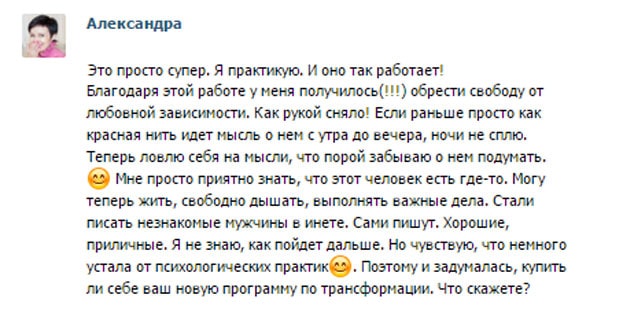 Александра
Это просто супер. Я практикую. И оно так работает!
Благодаря этой работе у меня получилось(!!!) обрести свободу от
любовной зависимости. Как рукой сняло! Если раньше просто как
красная нить идет мысль о нем с утра до вечера, ночи не сплю.
Теперь ловлю себя на мысли, что порой забываю о нем подумать.
😊 Мне просто приятно знать, что этот человек есть где-то. Могу
теперь жить, свободно дышать, выполнять важные дела. Стали
писать незнакомые мужчины в инете. Сами пишут. Хорошие,
приличные. Я не знаю, как пойдет дальше. Но чувствую, что немного
устала от психологических практик😊. Поэтому и задумалась, купить
ли себе ваш новую программу по трансформации. Что скажете?